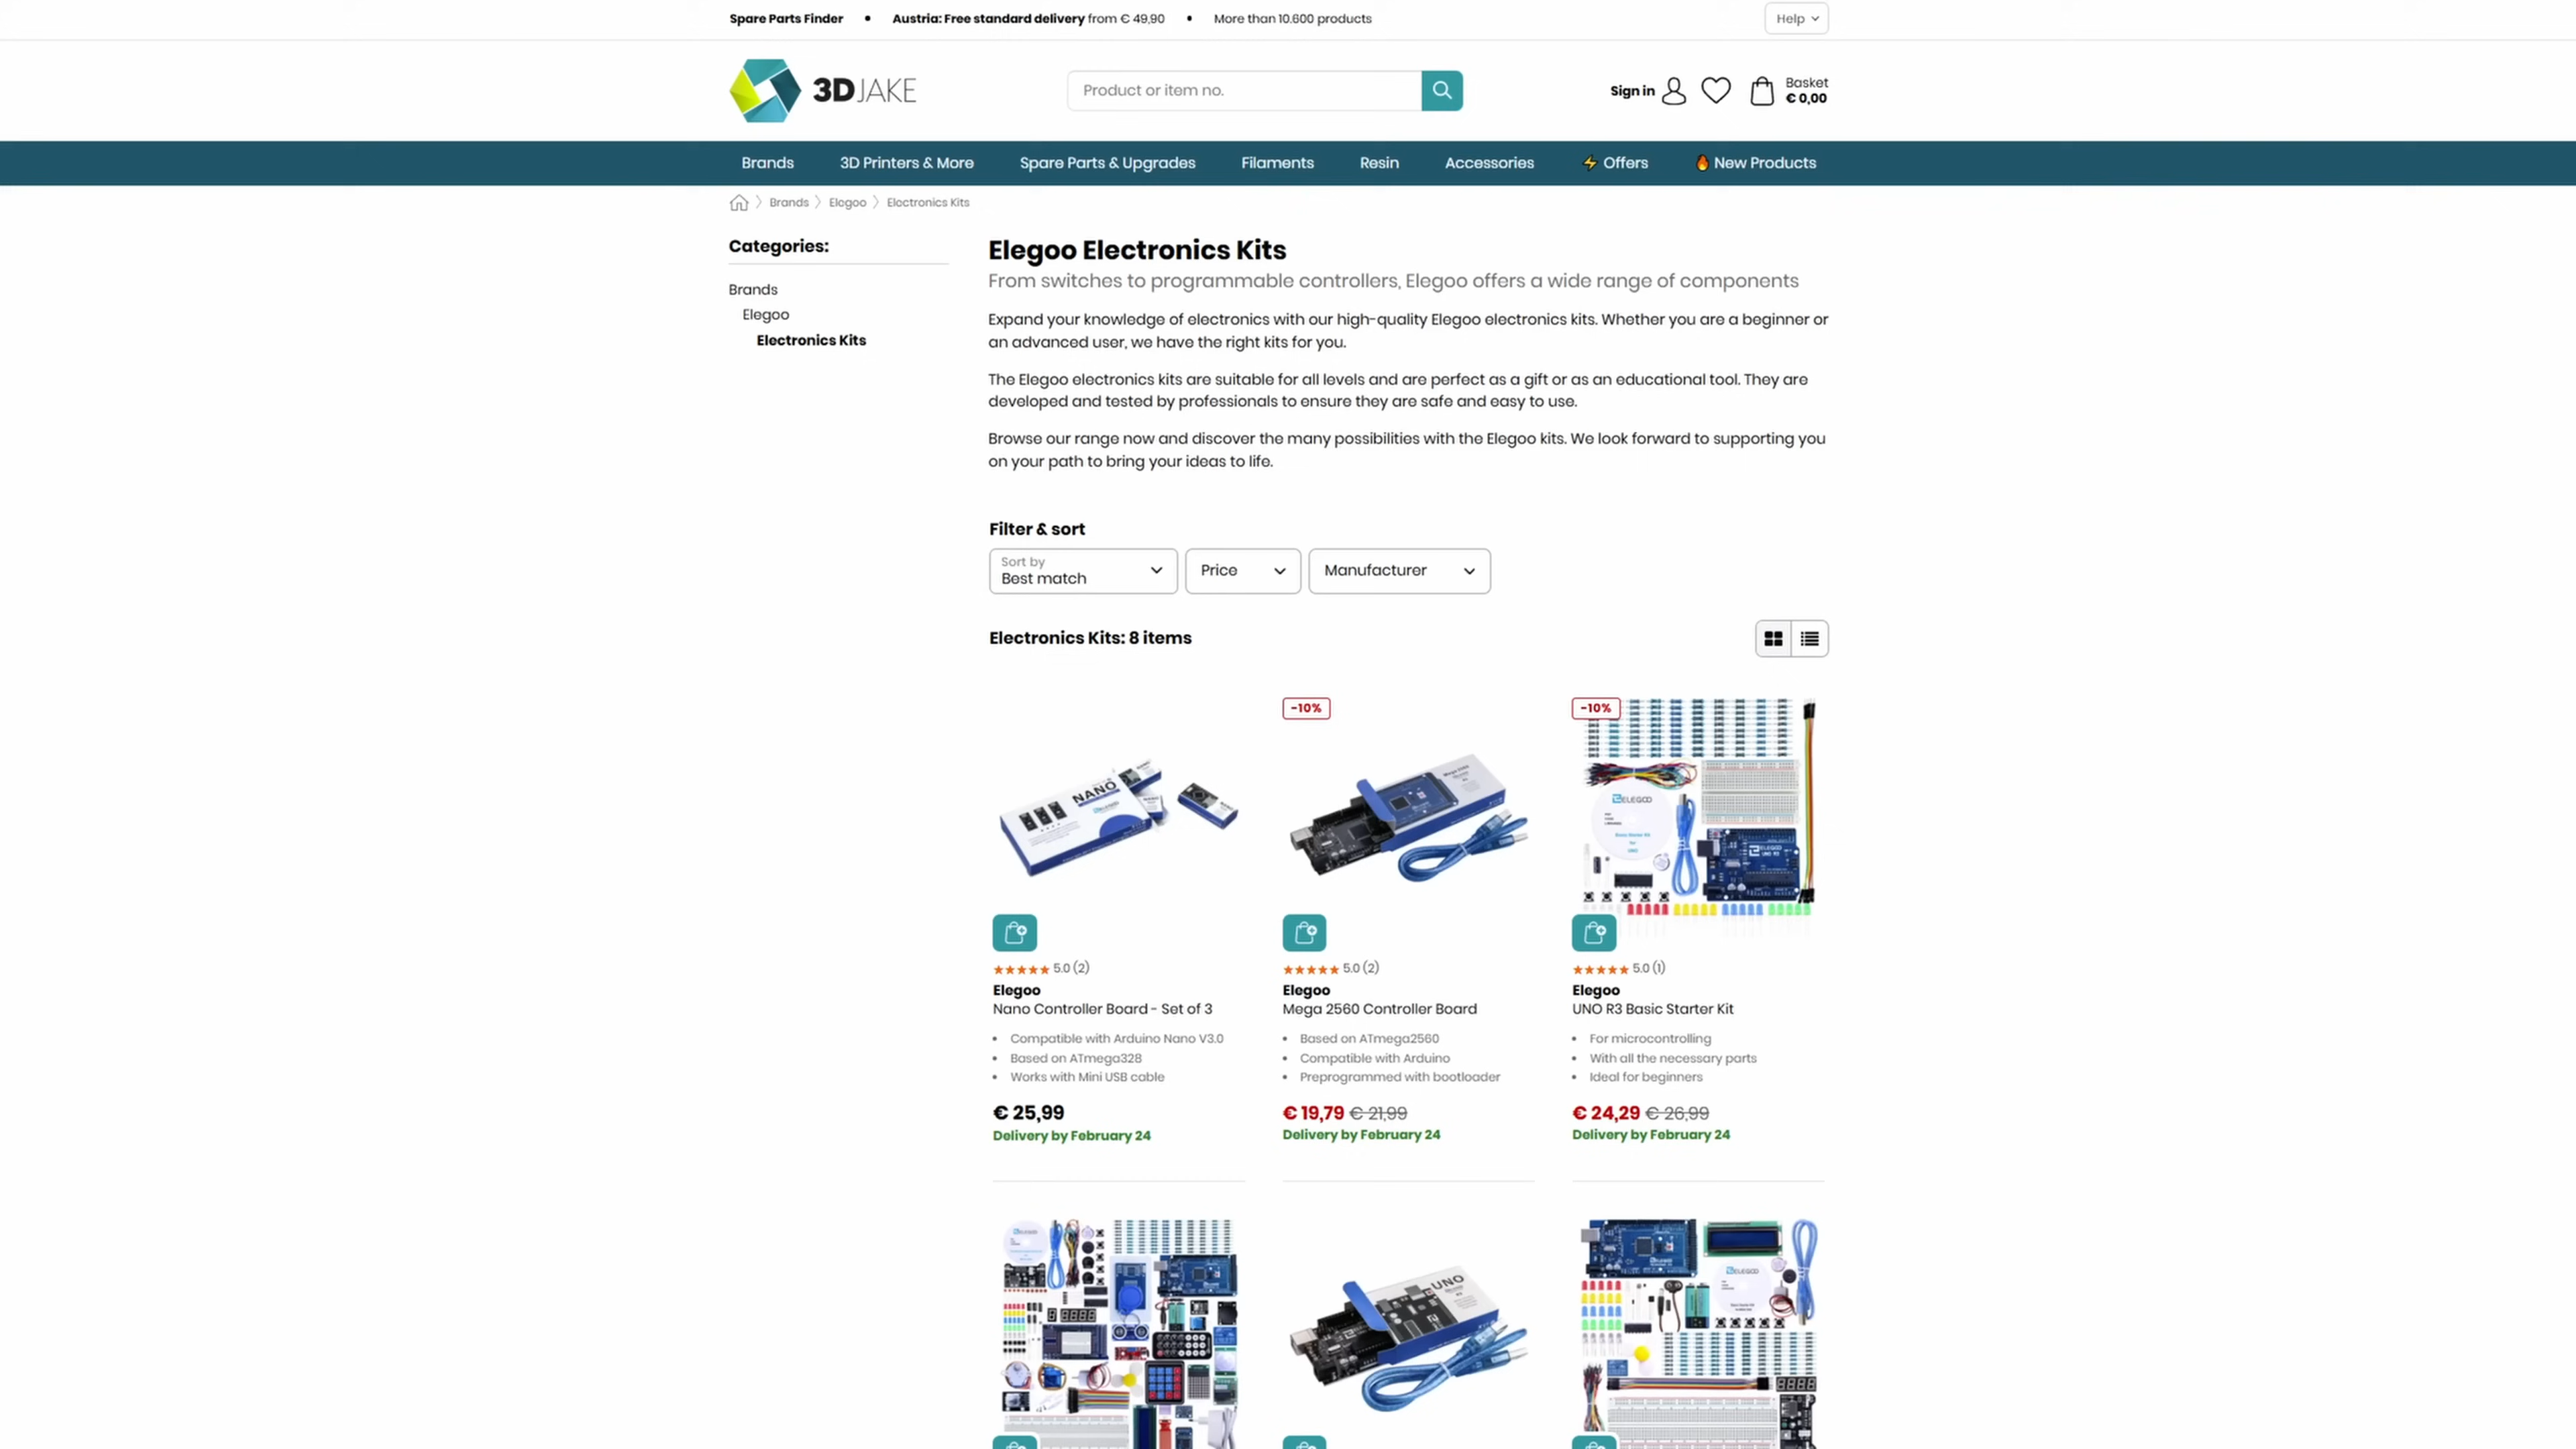 Spare Parts Finder • Austria: Free standard delivery from € 49,90 • More than 10.600 products
Help
3DJAKE
Product or item no.
Sign in
Basket
€ 0,00
Brands 3D Printers & More Spare Parts & Upgrades Filaments Resin Accessories Offers New Products
Brands Elegoo Electronics Kits
Categories:
Brands
Elegoo
Electronics Kits
Elegoo Electronics Kits
From switches to programmable controllers, Elegoo offers a wide range of components
Expand your knowledge of electronics with our high-quality Elegoo electronics kits. Whether you are a beginner or
an advanced user, we have the right kits for you.
The Elegoo electronics kits are suitable for all levels and are perfect as a gift or as an educational tool. They are
developed and tested by professionals to ensure they are safe and easy to use.
Browse our range now and discover the many possibilities with the Elegoo kits. We look forward to supporting you
on your path to bring your ideas to life.
Filter & sort
Sort by
Best match
Price
Manufacturer
Electronics Kits: 8 items
NANO
5.0 (2)
Elegoo
Nano Controller Board - Set of 3
• Compatible with Arduino Nano V3.0
• Based on ATmega328
• Works with Mini USB cable
€ 25,99
Delivery by February 24
-10%
5.0 (2)
Elegoo
Mega 2560 Controller Board
• Based on ATmega2560
• Compatible with Arduino
• Preprogrammed with bootloader
€ 19,79 € 21,99
Delivery by February 24
-10%
ELEGOO
5.0 (1)
Elegoo
UNO R3 Basic Starter Kit
• For microcontrolling
• With all the necessary parts
• Ideal for beginners
€ 24,29 € 26,99
Delivery by February 24
UNO
ELEGOO